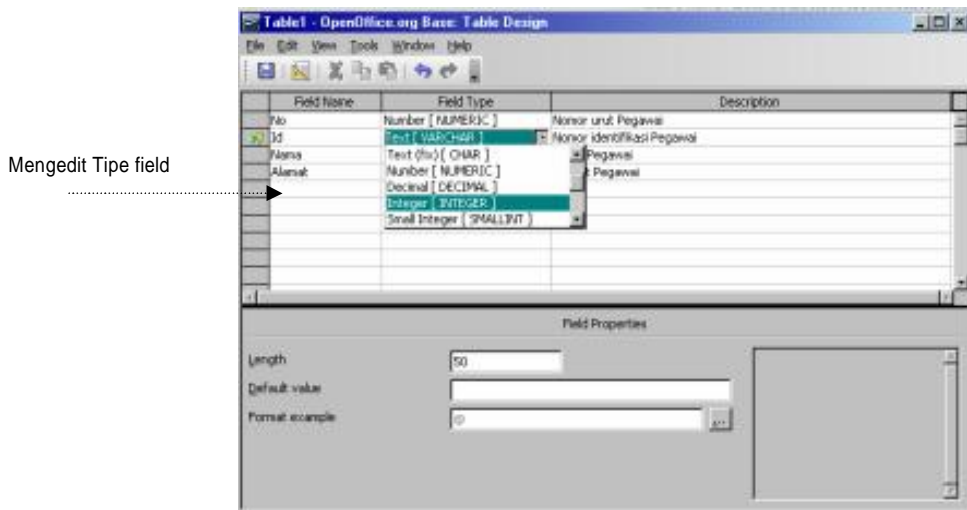 Table1 - OpenOffice.org Base: Table Design
File Edit View Tools Window Help
Field Name Field Type Description
No Number [ NUMERIC ] Nomor urut Pegawai
Id Text [ VARCHAR ] Nomor identifikasi Pegawai
Nama Text (fix) [ CHAR ] Pegawai
Alamat Number [ NUMERIC ] t Pegawai
Decimal [ DECIMAL ]
Integer [ INTEGER ]
Small Integer [ SMALLINT ]
Mengedit Tipe field
Field Properties
Length 50
Default value
Format example @
...